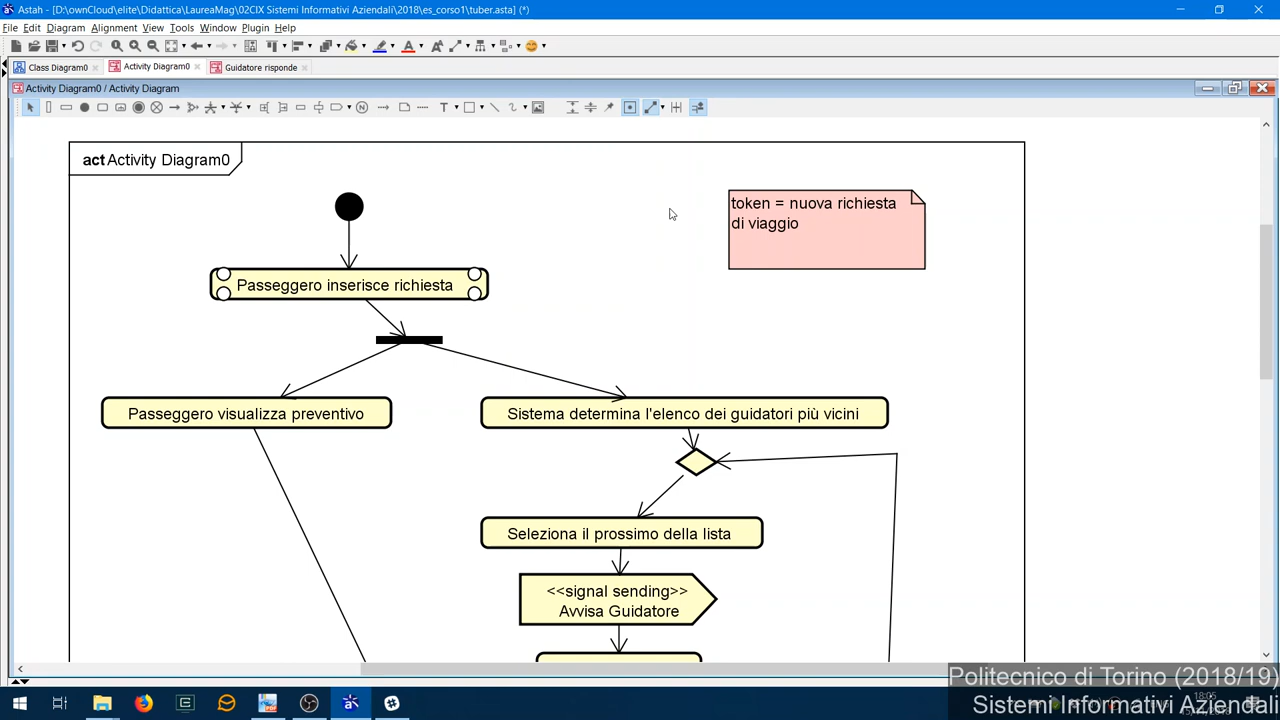 Astah - [D:\ownCloud\elite\Didattica\LaureaMag\02CIX Sistemi Informativi Aziendali\2018\es_corso1\tuber.asta] (*)
File Edit Diagram Alignment View Tools Window Plugin Help
Class Diagram0 Activity Diagram0 Guidatore risponde
Activity Diagram0 / Activity Diagram
act Activity Diagram0
token = nuova richiesta
di viaggio
Passeggero inserisce richiesta
Passeggero visualizza preventivo
Sistema determina l'elenco dei guidatori più vicini
Seleziona il prossimo della lista
<<signal sending>>
Avvisa Guidatore
Politecnico di Torino (2018/19)
18:05
Sistemi Informativi Aziendali